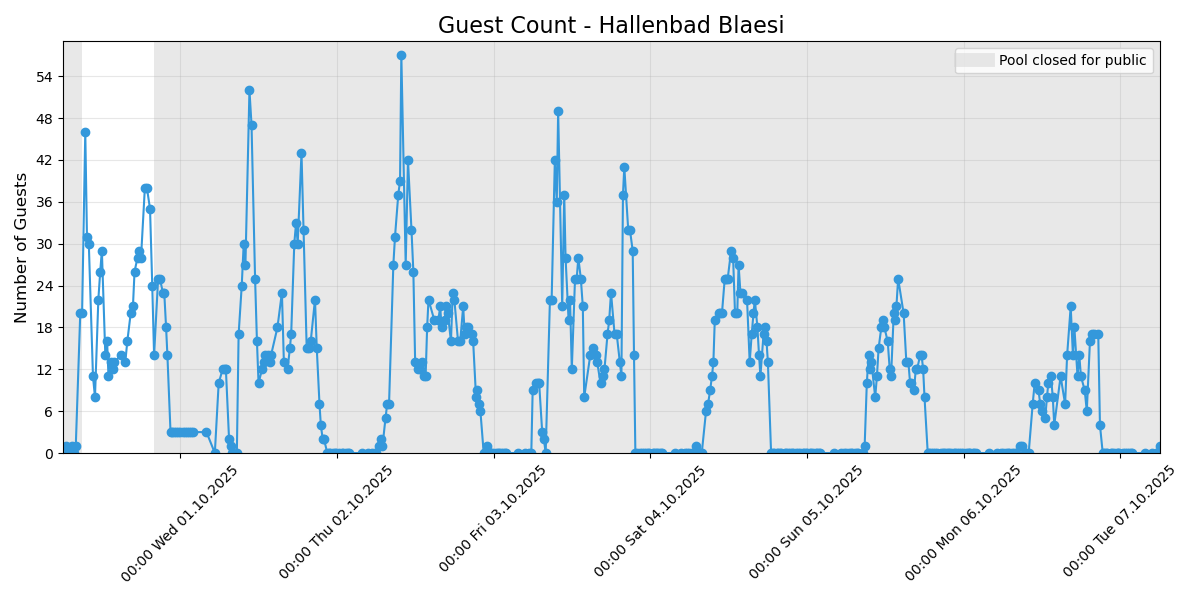 Guest Count - Hallenbad Blaesi
Pool closed for public
Number of Guests
54
48
42
36
30
24
18
12
6
0
00:00 Wed 01.10.2025
00:00 Thu 02.10.2025
00:00 Fri 03.10.2025
00:00 Sat 04.10.2025
00:00 Sun 05.10.2025
00:00 Mon 06.10.2025
00:00 Tue 07.10.2025